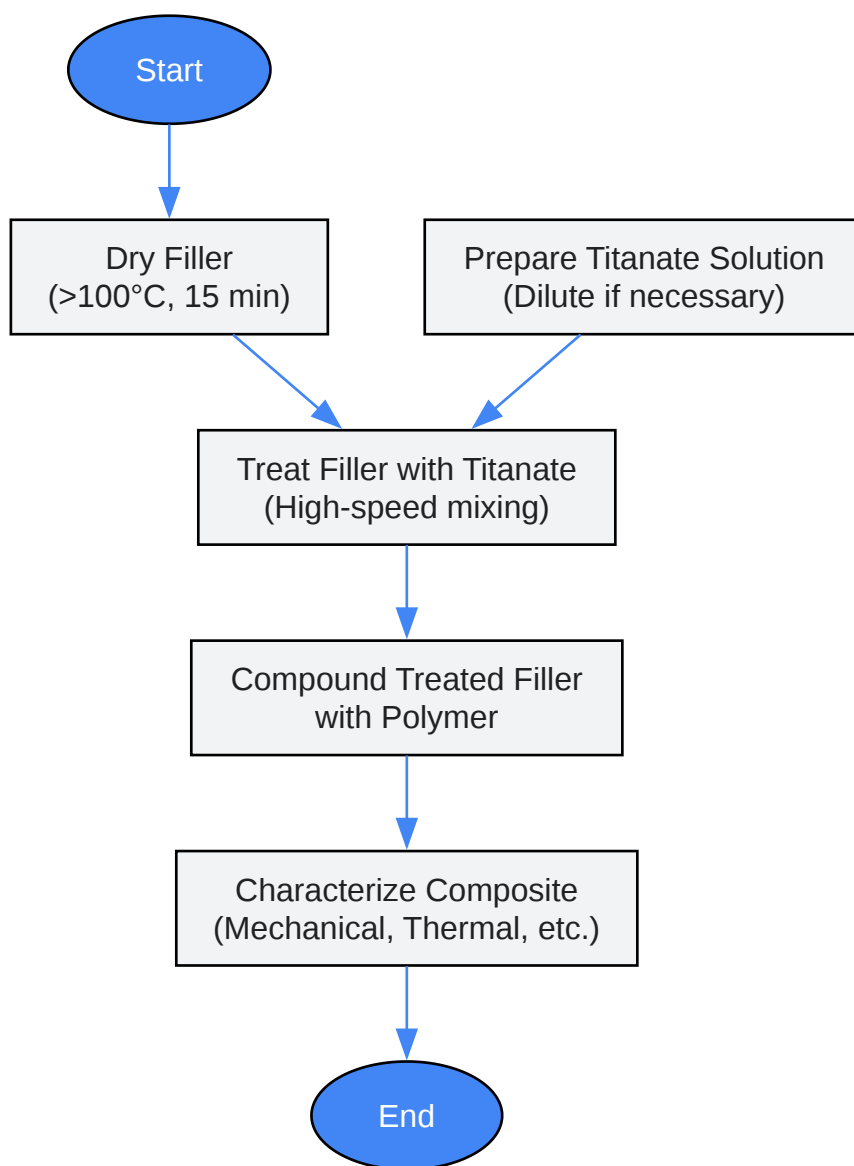 Start
Dry Filler
(>100°C, 15 min)
Prepare Titanate Solution
(Dilute if necessary)
Treat Filler with Titanate
(High-speed mixing)
Compound Treated Filler
with Polymer
Characterize Composite
(Mechanical, Thermal, etc.)
End